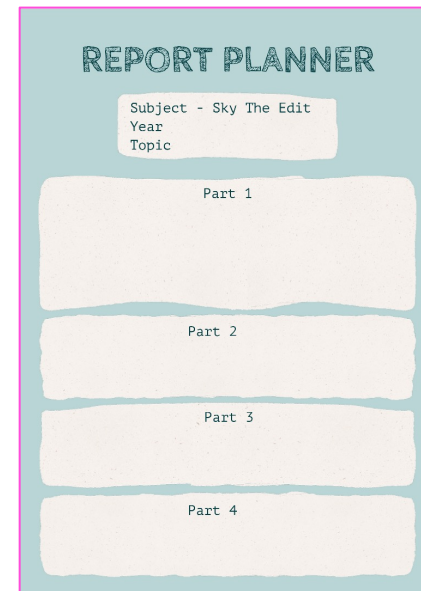 REPORT PLANNER
Subject - Sky The Edit
Year
Topic
Part 1
Part 2
Part 3
Part 4